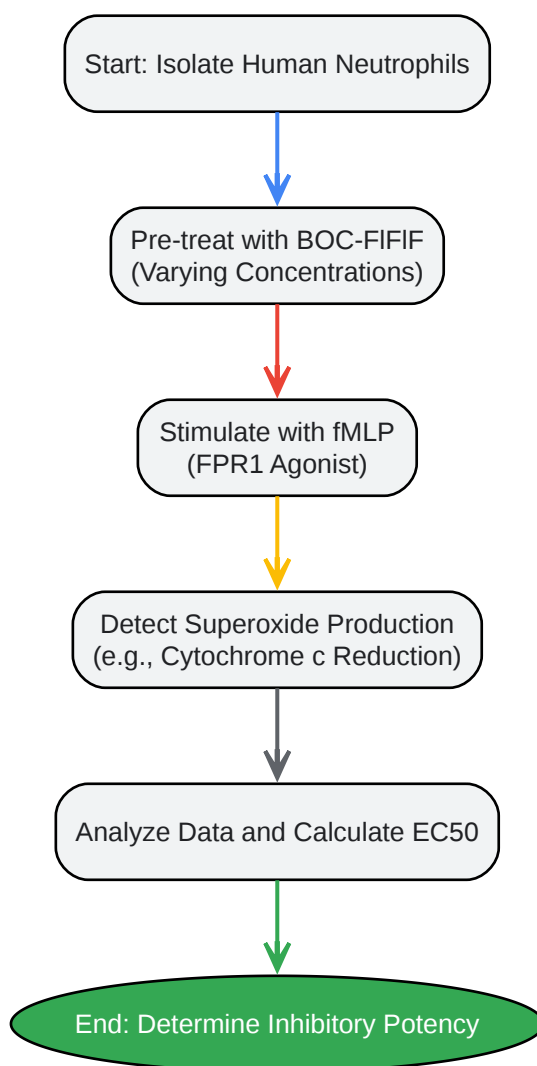 Start: Isolate Human Neutrophils
Pre-treat with BOC-FlFlF
(Varying Concentrations)
Stimulate with fMLP
(FPR1 Agonist)
Detect Superoxide Production
(e.g., Cytochrome c Reduction)
Analyze Data and Calculate EC50
End: Determine Inhibitory Potency